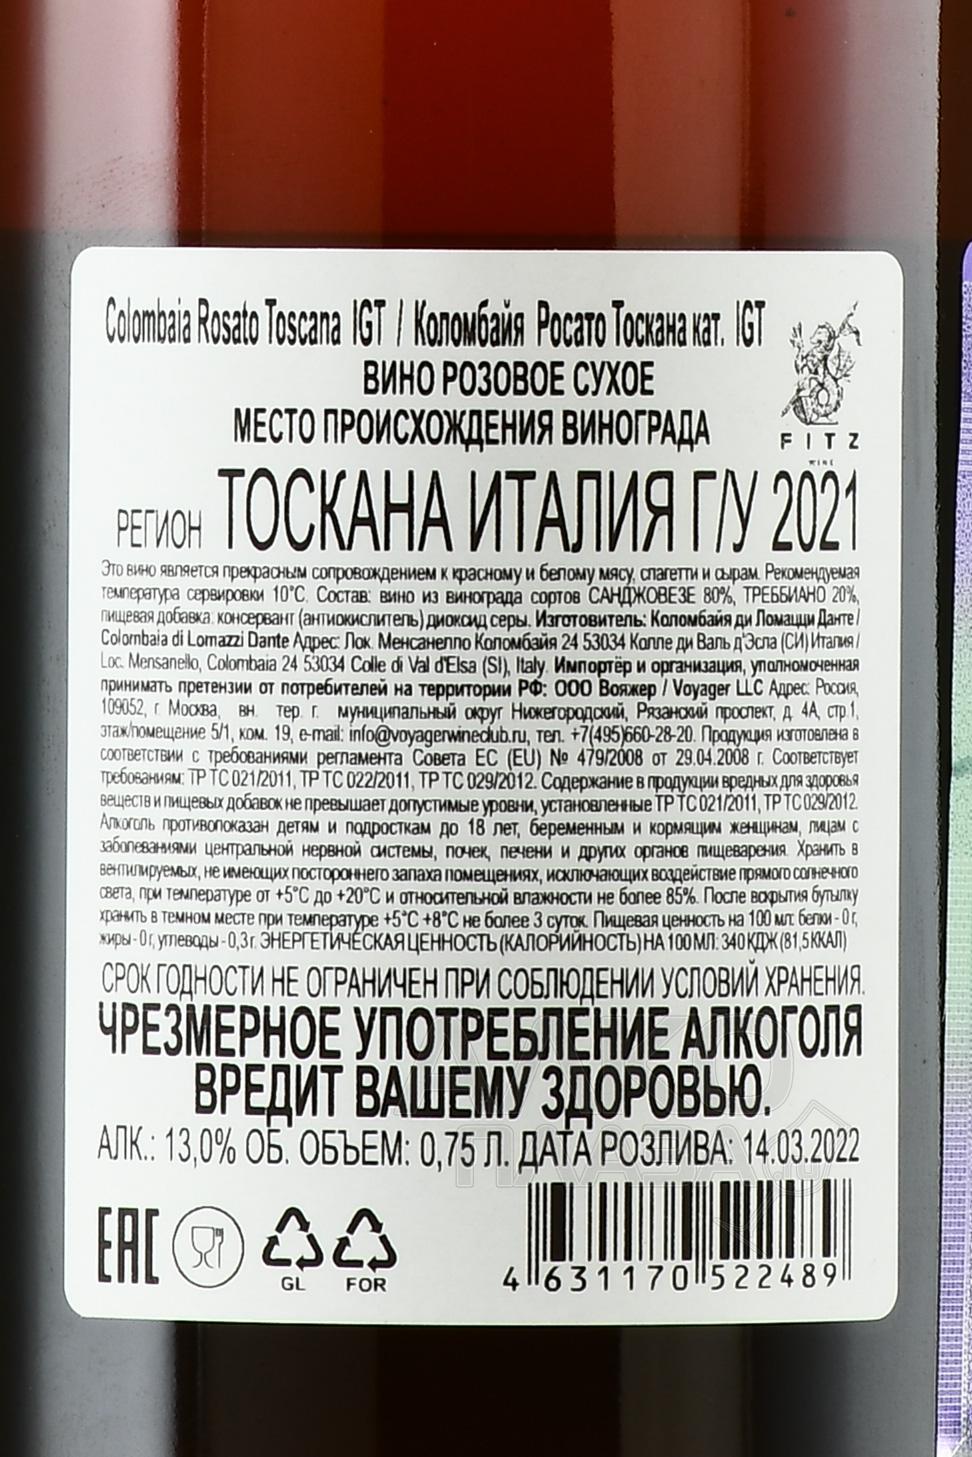 Colombaia Rosato Toscana IGT / Коломбайя Росато Тоскана кат. IGT
ВИНО РОЗОВОЕ СУХОЕ
МЕСТО ПРОИСХОЖДЕНИЯ ВИНОГРАДА
FITZ
WINE
РЕГИОН ТОСКАНА ИТАЛИЯ Г/У 2021
Это вино является прекрасным сопровождением к красному и белому мясу, спагетти и сырам. Рекомендуемая
температура сервировки 10°С. Состав: вино из винограда сортов САНДЖОВЕЗЕ 80%, ТРЕББИАНО 20%,
пищевая добавка: консервант (антиокислитель) диоксид серы. Изготовитель: Коломбайя ди Ломацци Данте /
Colombaia di Lomazzi Dante Адрес: Лок. Менсанелло Коломбайя 24 53034 Колле ди Валь д'Эсла (СИ) Италия /
Loc. Mensanello, Colombaia 24 53034 Colle di Val d'Elsa (SI), Italy. Импортёр и организация, уполномоченная
принимать претензии от потребителей на территории РФ: ООО Вояжер / Voyager LLC Адрес: Россия,
109052, г. Москва, вн. тер. г. муниципальный округ Нижегородский, Рязанский проспект, д. 4А, стр.1,
этаж/помещение 5/1, ком. 19, e-mail: info@voyagerwineclub.ru, тел. +7(495)660-28-20. Продукция изготовлена в
соответствии с требованиями регламента Совета ЕС (EU) № 479/2008 от 29.04.2008 г. Соответствует
требованиям: ТР ТС 021/2011, ТР ТС 022/2011, ТР ТС 029/2012. Содержание в продукции вредных для здоровья
веществ и пищевых добавок не превышает допустимые уровни, установленные ТР ТС 021/2011, ТР ТС 029/2012.
Алкоголь противопоказан детям и подросткам до 18 лет, беременным и кормящим женщинам, лицам с
заболеваниями центральной нервной системы, почек, печени и других органов пищеварения. Хранить в
вентилируемых, не имеющих постороннего запаха помещениях, исключающих воздействие прямого солнечного
света, при температуре от +5°С до +20°С и относительной влажности не более 85%. После вскрытия бутылку
хранить в темном месте при температуре +5°С +8°С не более 3 суток. Пищевая ценность на 100 мл: белки - 0 г,
жиры - 0 г, углеводы - 0,3 г. ЭНЕРГЕТИЧЕСКАЯ ЦЕННОСТЬ (КАЛОРИЙНОСТЬ) НА 100 МЛ: 340 КДЖ (81,5 ККАЛ)
СРОК ГОДНОСТИ НЕ ОГРАНИЧЕН ПРИ СОБЛЮДЕНИИ УСЛОВИЙ ХРАНЕНИЯ.
ЧРЕЗМЕРНОЕ УПОТРЕБЛЕНИЕ АЛКОГОЛЯ
ВРЕДИТ ВАШЕМУ ЗДОРОВЬЮ.
АЛК.: 13,0% ОБ. ОБЪЕМ: 0,75 Л. ДАТА РОЗЛИВА: 14.03.2022
EAC
GL FOR
4 631170 522489